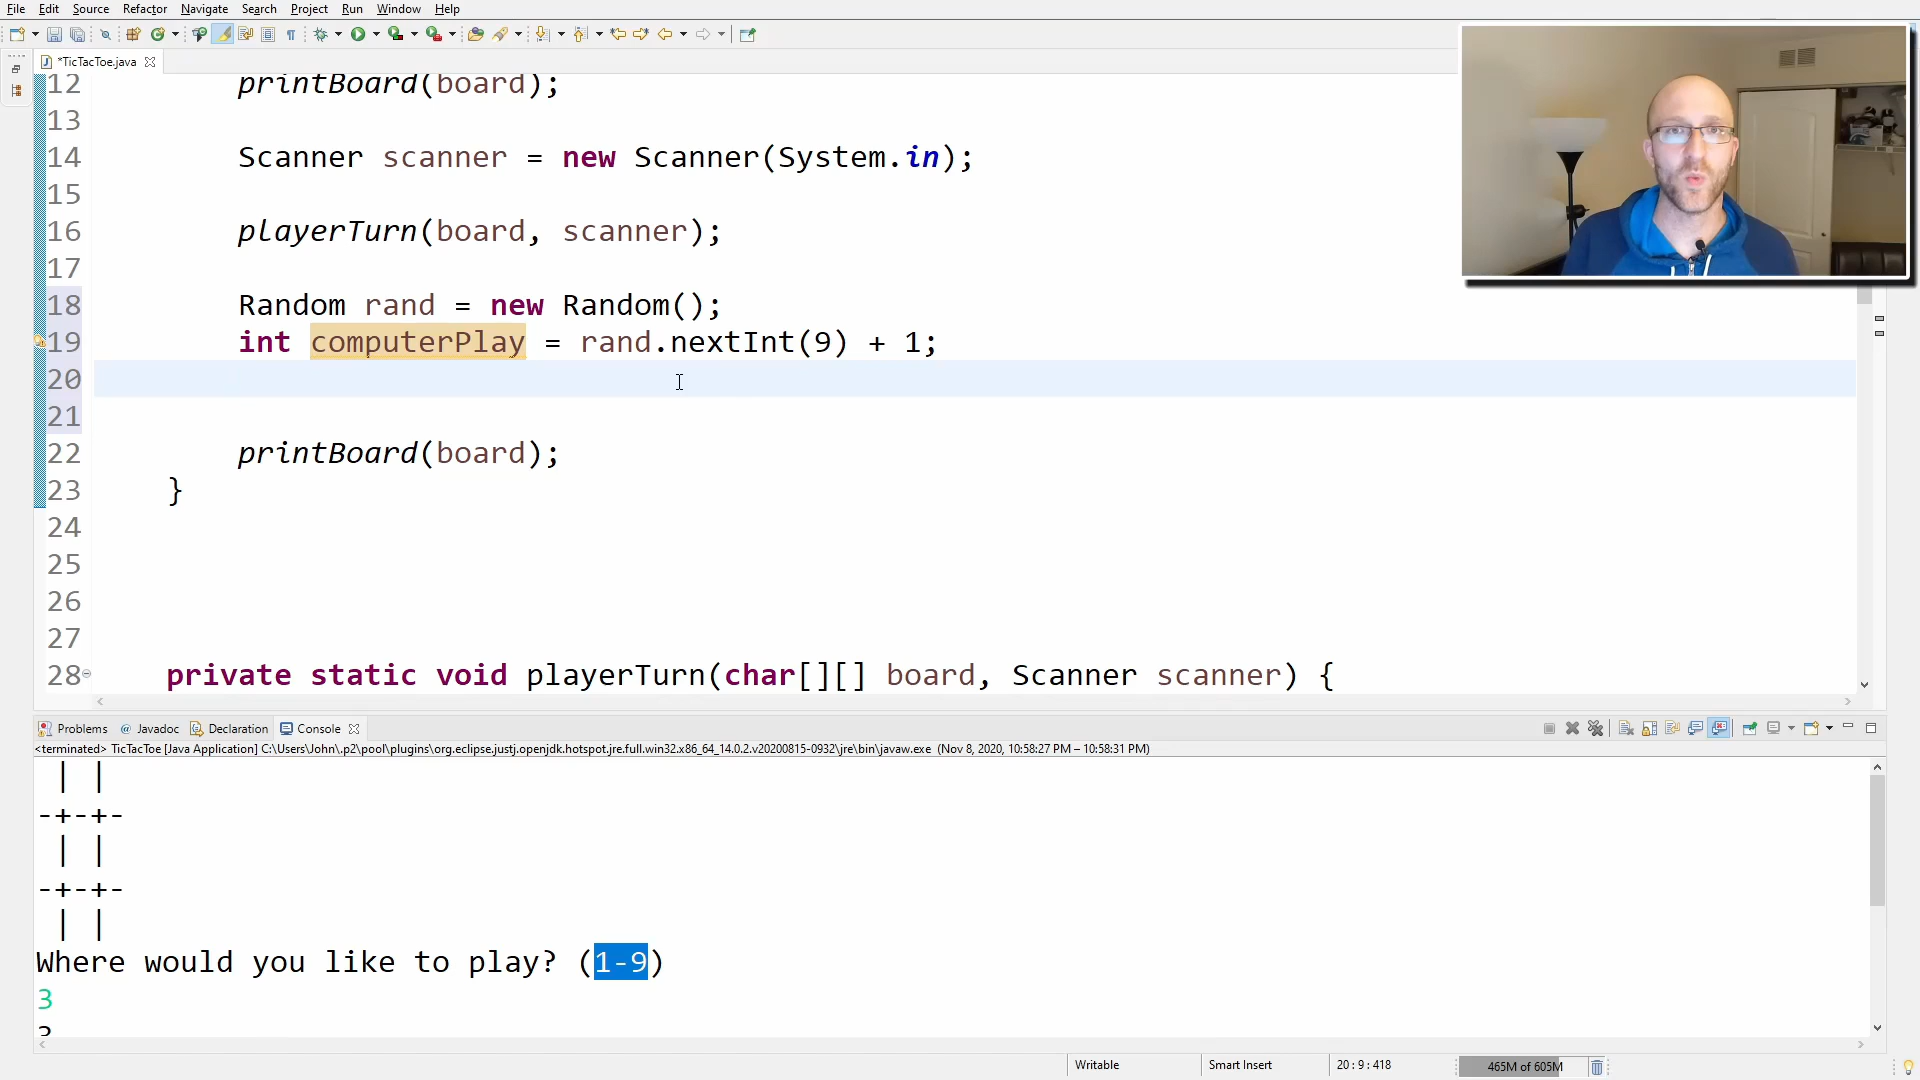 File Edit Source Refactor Navigate Search Project Run Window Help
*TicTacToe.java
12 printBoard(board);
13
14 Scanner scanner = new Scanner(System.in);
15
16 playerTurn(board, scanner);
17
18 Random rand = new Random();
19 int computerPlay = rand.nextInt(9) + 1;
20
21
22 printBoard(board);
23 }
24
25
26
27
28 private static void playerTurn(char[][] board, Scanner scanner) {
Problems Javadoc Declaration Console
<terminated> TicTacToe [Java Application] C:\Users\John\.p2\pool\plugins\org.eclipse.justj.openjdk.hotspot.jre.full.win32.x86_64_14.0.2.v20200815-0932\jre\bin\javaw.exe (Nov 8, 2020, 10:58:27 PM – 10:58:31 PM)
| |
-+-+-
| |
-+-+-
| |
Where would you like to play? (1-9)
3
3
Writable Smart Insert 20 : 9 : 418 465M of 605M